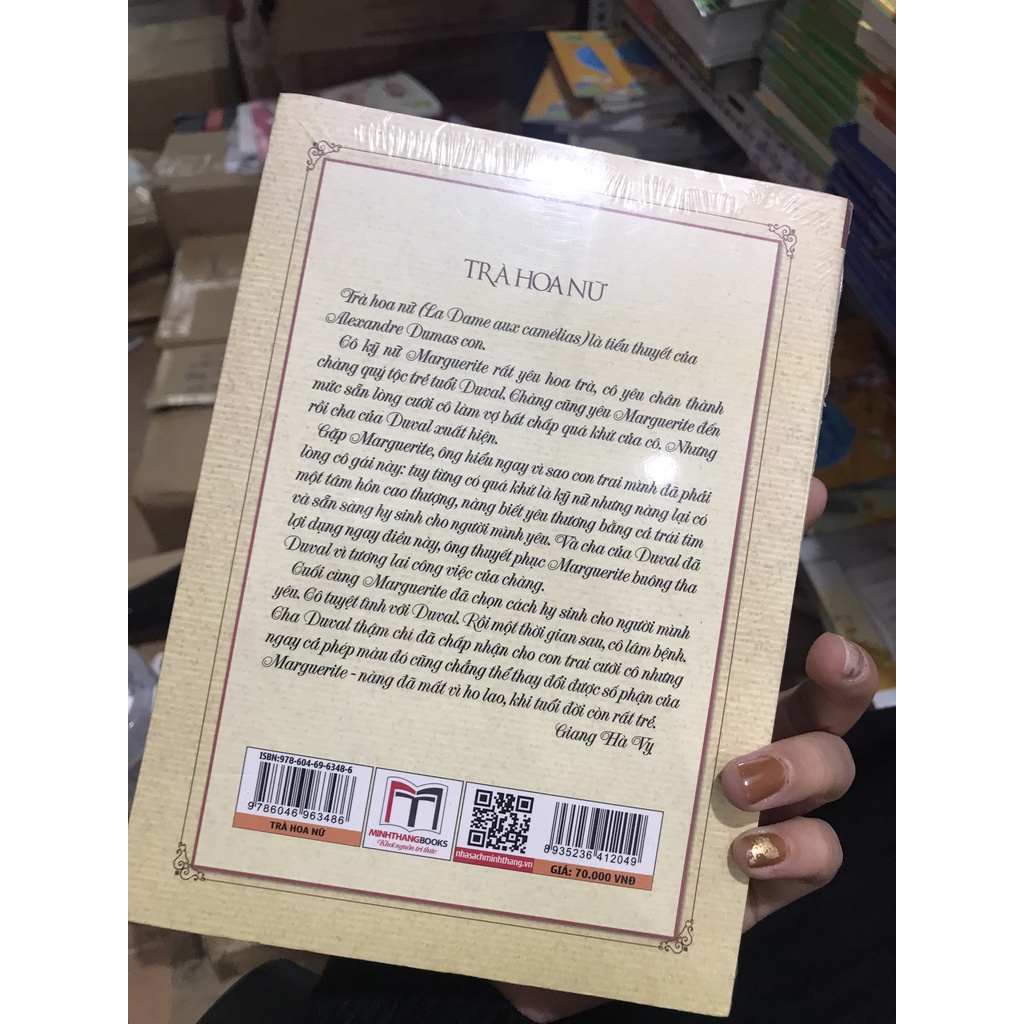 TRÀ HOA NỮ
Trà hoa nữ (La Dame aux camélias) là tiểu thuyết của
Alexandre Dumas con.
Cô kỹ nữ Marguerite rất yêu hoa trà, cô yêu chân thành
chàng quý tộc trẻ tuổi Duval. Chàng cũng yêu Marguerite đến
mức sẵn lòng cưới cô làm vợ bất chấp quá khứ của cô. Nhưng
rồi cha của Duval xuất hiện.
Gặp Marguerite, ông hiểu ngay vì sao con trai mình đã phải
lòng cô gái này: tuy từng có quá khứ là kỹ nữ nhưng nàng lại có
một tâm hồn cao thượng, nàng biết yêu thương bằng cả trái tim
và sẵn sàng hy sinh cho người mình yêu. Và cha của Duval đã
lợi dụng ngay điều này, ông thuyết phục Marguerite buông tha
Duval vì tương lai công việc của chàng.
Cuối cùng Marguerite đã chọn cách hy sinh cho người mình
yêu. Cô tuyệt tình với Duval. Rồi một thời gian sau, cô lâm bệnh.
Cha Duval thậm chí đã chấp nhận cho con trai cưới cô nhưng
ngay cả phép màu đó cũng chẳng thể thay đổi được số phận của
Marguerite - nàng đã mất vì ho lao, khi tuổi đời còn rất trẻ.
Giang Hà Vy
ISBN:978-604-69-6348-6
9 786046 963486
TRÀ HOA NỮ
MINHTHANGBOOKS
Khơi nguồn tri thức
nhasachminhthang.vn
8 935236 412049
GIÁ: 70.000 VNĐ